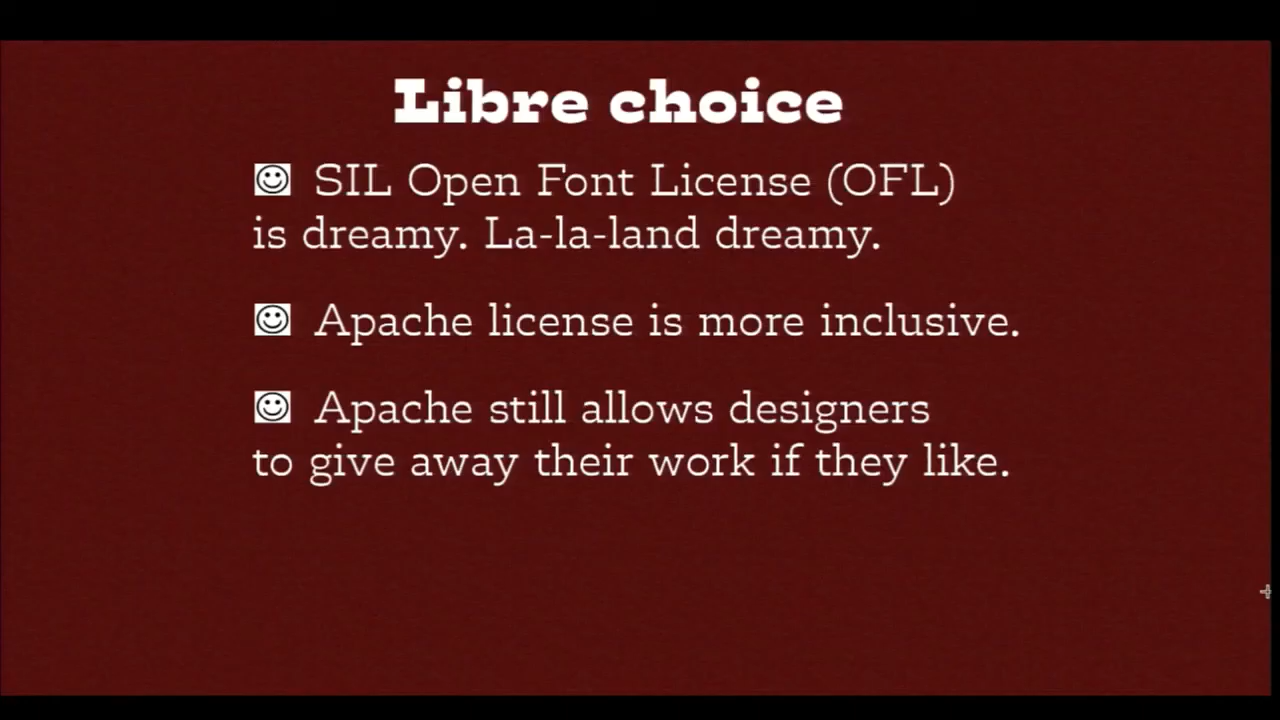 Libre choice
SIL Open Font License (OFL)
is dreamy. La-la-land dreamy.
Apache license is more inclusive.
Apache still allows designers
to give away their work if they like.